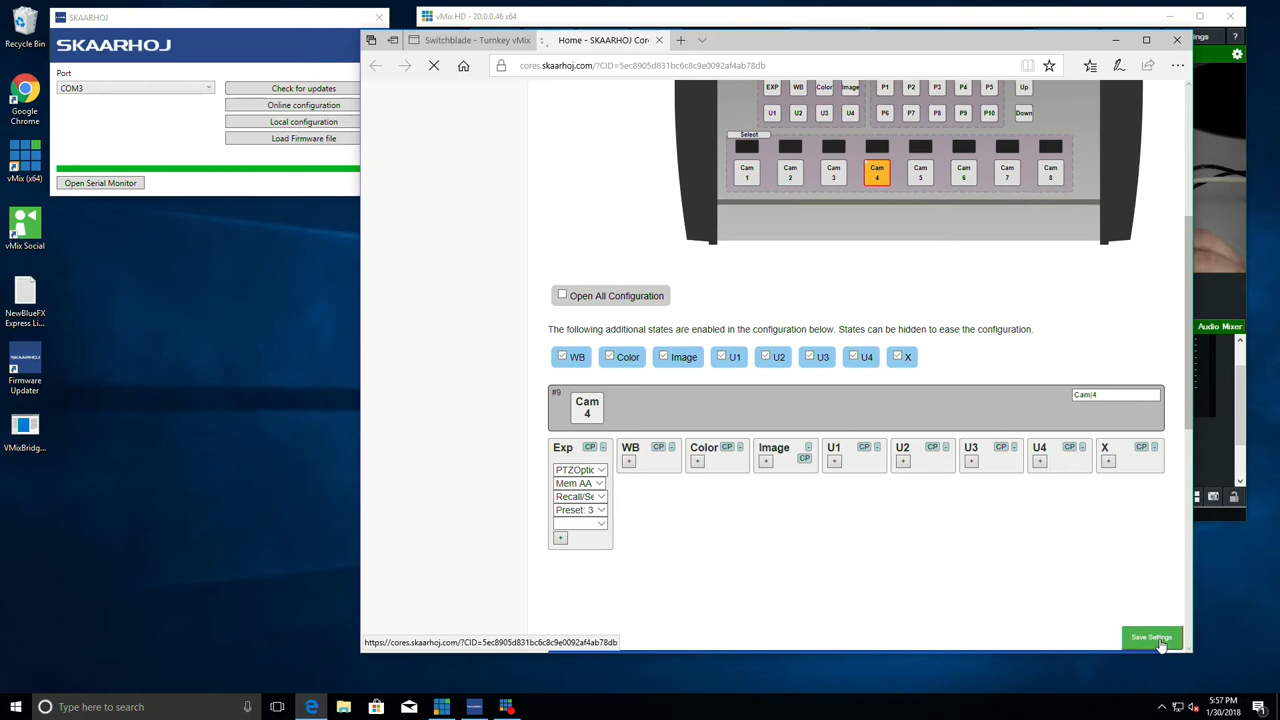 Recycle Bin
Google Chrome
vMix (x64)
vMix Social
NewBlueFX Express Li...
Firmware Updater
VMixBridg...
SKAARHOJ
SKAARHOJ
Port
COM3
Check for updates
Online configuration
Local configuration
Load Firmware file
Open Serial Monitor
vMix HD - 20.0.0.46 x64
Switchblade - Turnkey vMix
Home - SKAARHOJ Cor
cores.skaarhoj.com/?CID=5ec8905d831bc6c8c9e0092af4ab78db
EXP WB Color Image P1 P2 P3 P4 P5 Up
U1 U2 U3 U4 P6 P7 P8 P9 P10 Down
Select
Cam 1 Cam 2 Cam 3 Cam 4 Cam 5 Cam 6 Cam 7 Cam 8
Open All Configuration
The following additional states are enabled in the configuration below. States can be hidden to ease the configuration.
WB Color Image U1 U2 U3 U4 X
#9 Cam 4 Cam|4
Exp CP - WB CP - Color CP - Image - CP U1 CP - U2 CP - U3 CP - U4 CP - X CP -
+ + + + + + + +
PTZOptic
Mem AA
Recall/Se
Preset: 3
+
Save Settings
https://cores.skaarhoj.com/?CID=5ec8905d831bc6c8c9e0092af4ab78db
ngs ?
Audio Mixer
Type here to search
5:57 PM
1/30/2018
1